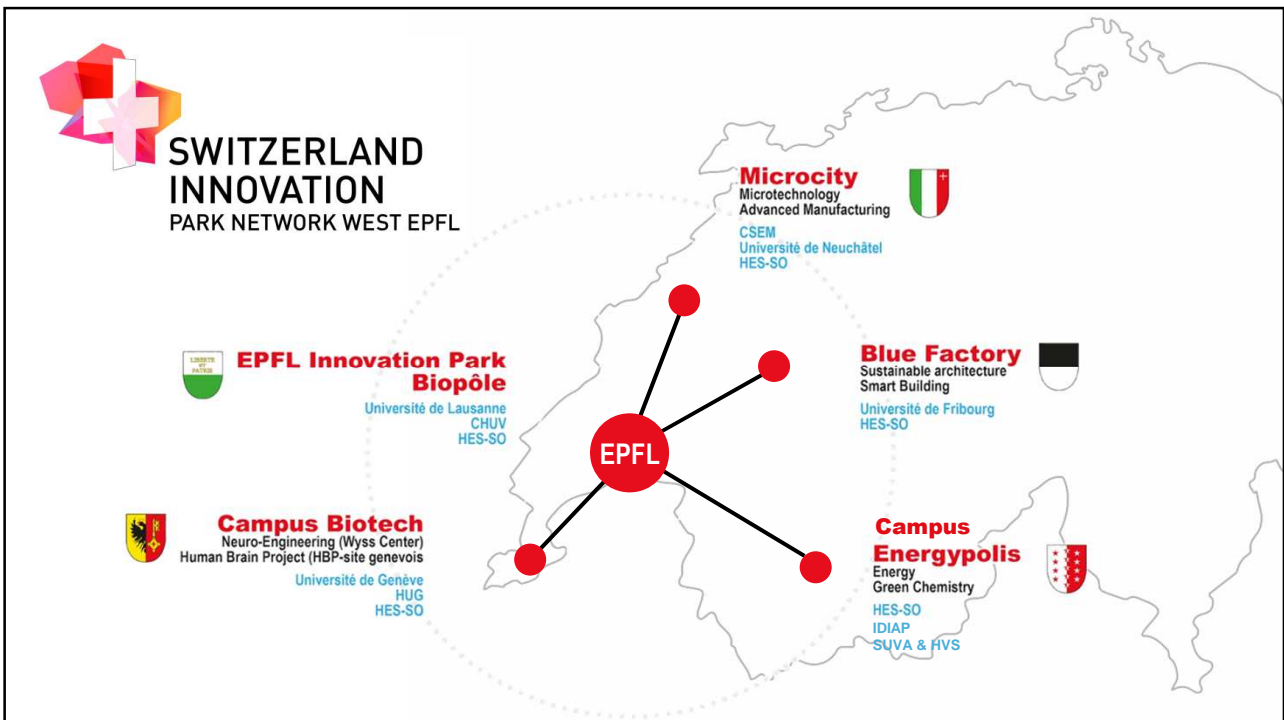 SWITZERLAND
INNOVATION
PARK NETWORK WEST EPFL
Microcity
Microtechnology
Advanced Manufacturing
CSEM
Université de Neuchâtel
HES-SO
LIBERTE
ET
PATRIE
EPFL Innovation Park
Biopôle
Université de Lausanne
CHUV
HES-SO
Blue Factory
Sustainable architecture
Smart Building
Université de Fribourg
HES-SO
EPFL
Campus Biotech
Neuro-Engineering (Wyss Center)
Human Brain Project (HBP-site genevois
Université de Genève
HUG
HES-SO
Campus
Energypolis
Energy
Green Chemistry
HES-SO
IDIAP
SUVA & HVS